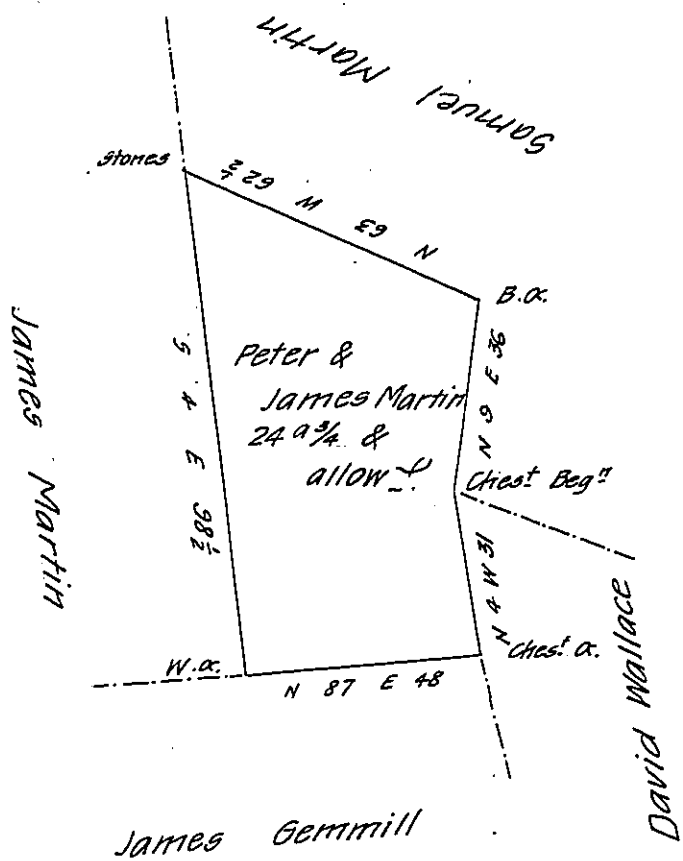 Samuel Martin
Stones
N 63 W 62½
B.O.
James Martin
S 4 E 98½
Peter &
James Martin
24 a ¾ &
allow
N 9 E 36
Chest Begn
N 4 W 31
Chest O.
W.O.
N 87 E 48
David Wallace
James Gemmill